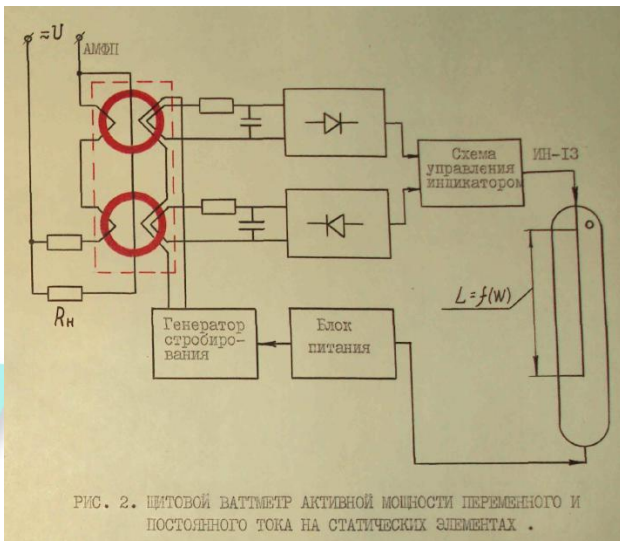 ≈U
АМФП
Схема
управления
индикатором
ИН-13
L=f(W)
Rн
Генератор
стробиро-
вания
Блок
питания
РИС. 2. ЩИТОВОЙ ВАТТМЕТР АКТИВНОЙ МОЩНОСТИ ПЕРЕМЕННОГО И
ПОСТОЯННОГО ТОКА НА СТАТИЧЕСКИХ ЭЛЕМЕНТАХ .